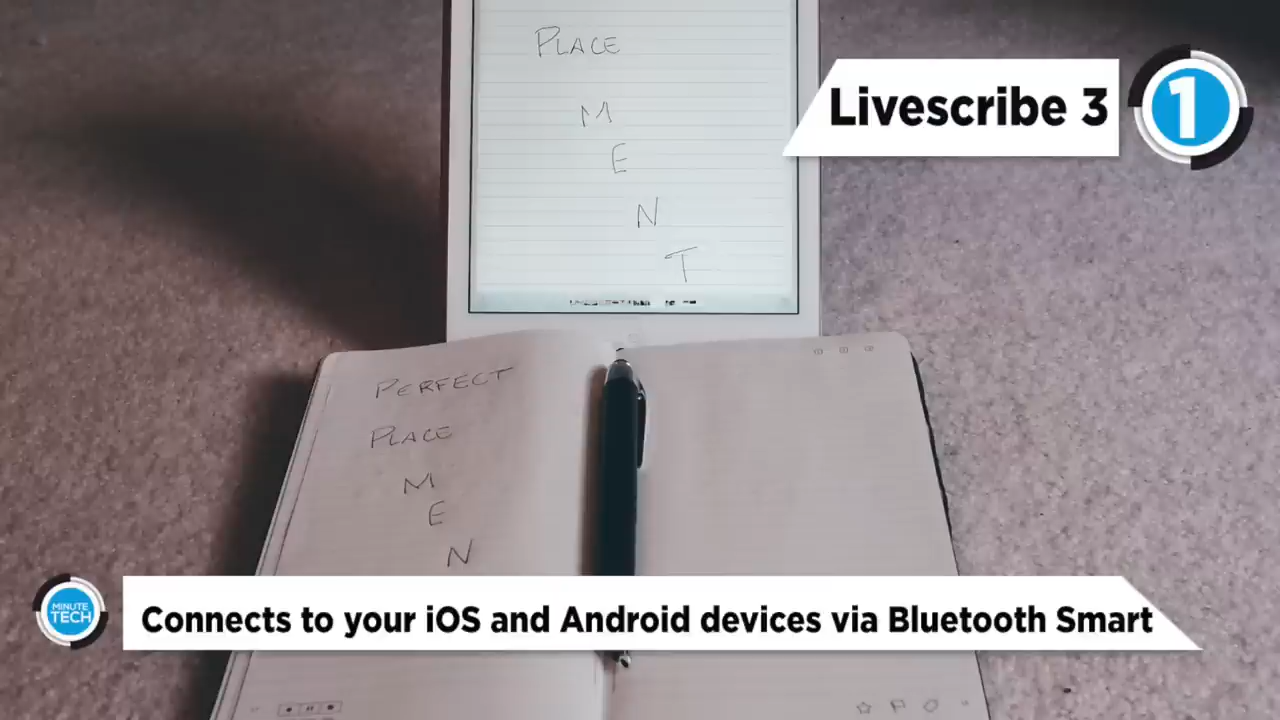 PLACE
M
E
N
T
Livescribe 3
1
PERFECT
PLACE
M
E
N
MINUTE
TECH
Connects to your iOS and Android devices via Bluetooth Smart